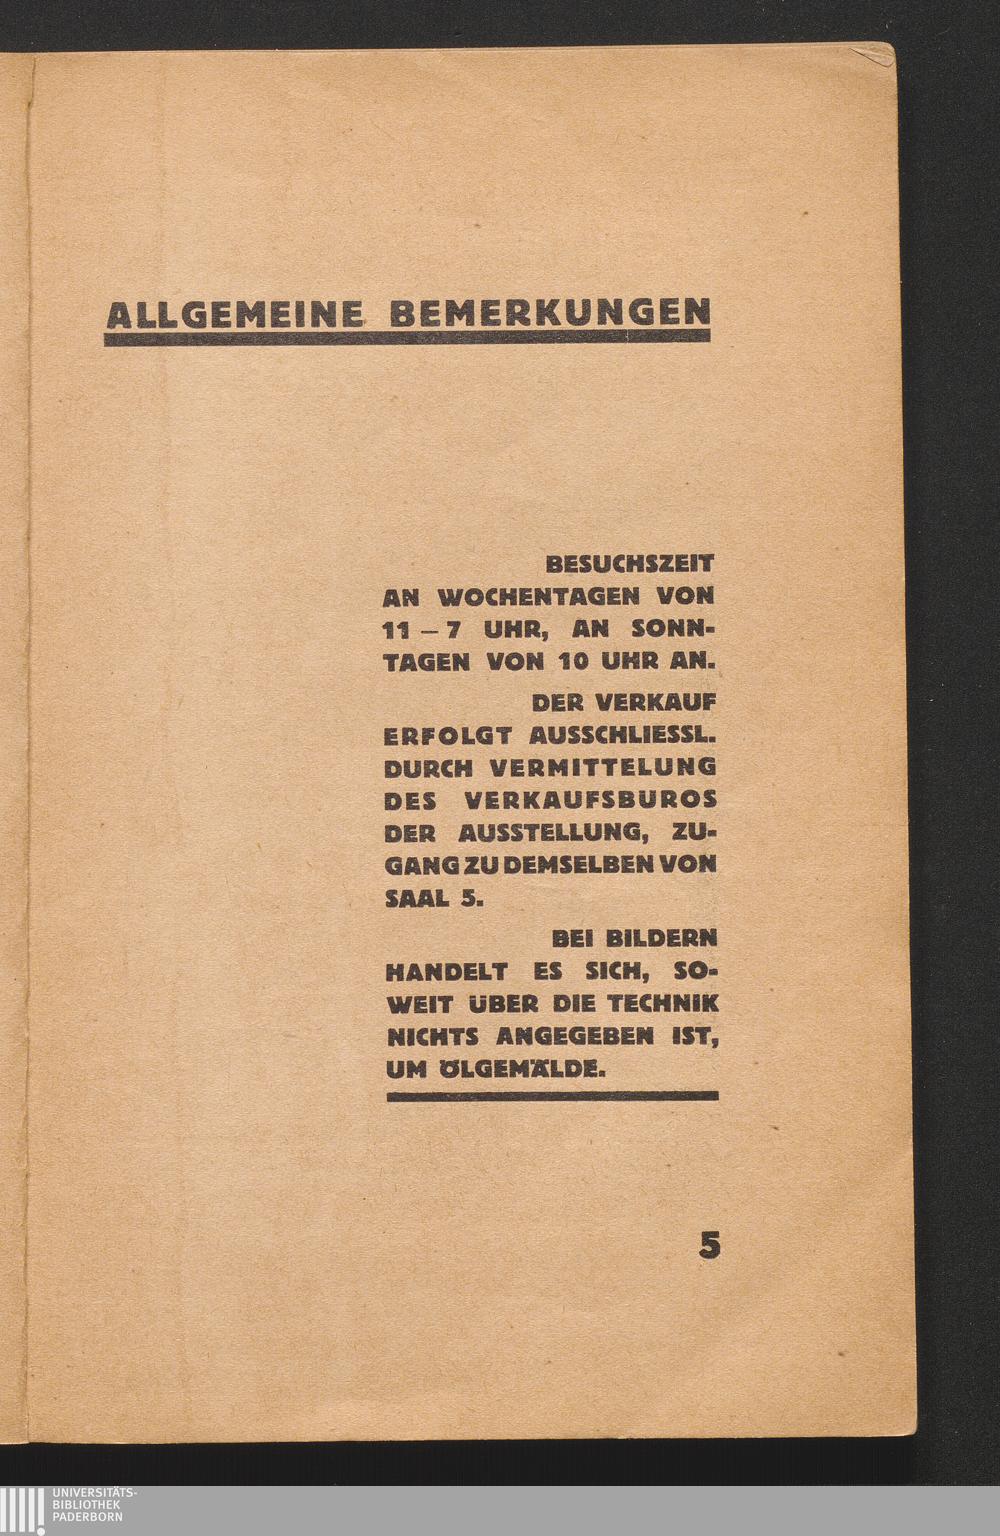 ALLGEMEINE BEMERKUNGEN
BESUCHSZEIT
AN WOCHENTAGEN VON
11 – 7 UHR, AN SONN-
TAGEN VON 10 UHR AN.
DER VERKAUF
ERFOLGT AUSSCHLIESSL.
DURCH VERMITTELUNG
DES VERKAUFSBUROS
DER AUSSTELLUNG, ZU-
GANG ZU DEMSELBEN VON
SAAL 5.
BEI BILDERN
HANDELT ES SICH, SO-
WEIT ÜBER DIE TECHNIK
NICHTS ANGEGEBEN IST,
UM ÖLGEMÄLDE.
5
UNIVERSITÄTS-
BIBLIOTHEK
PADERBORN